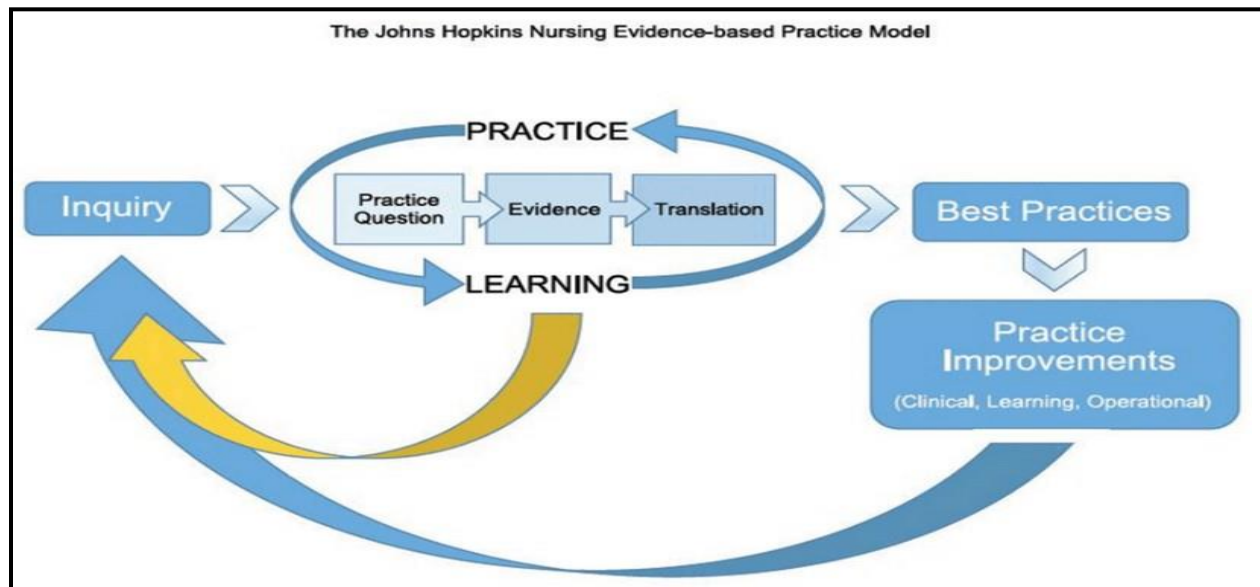 The Johns Hopkins Nursing Evidence-based Practice Model
PRACTICE
Inquiry
Practice
Question
Evidence
Translation
LEARNING
Best Practices
Practice
Improvements
(Clinical, Learning, Operational)